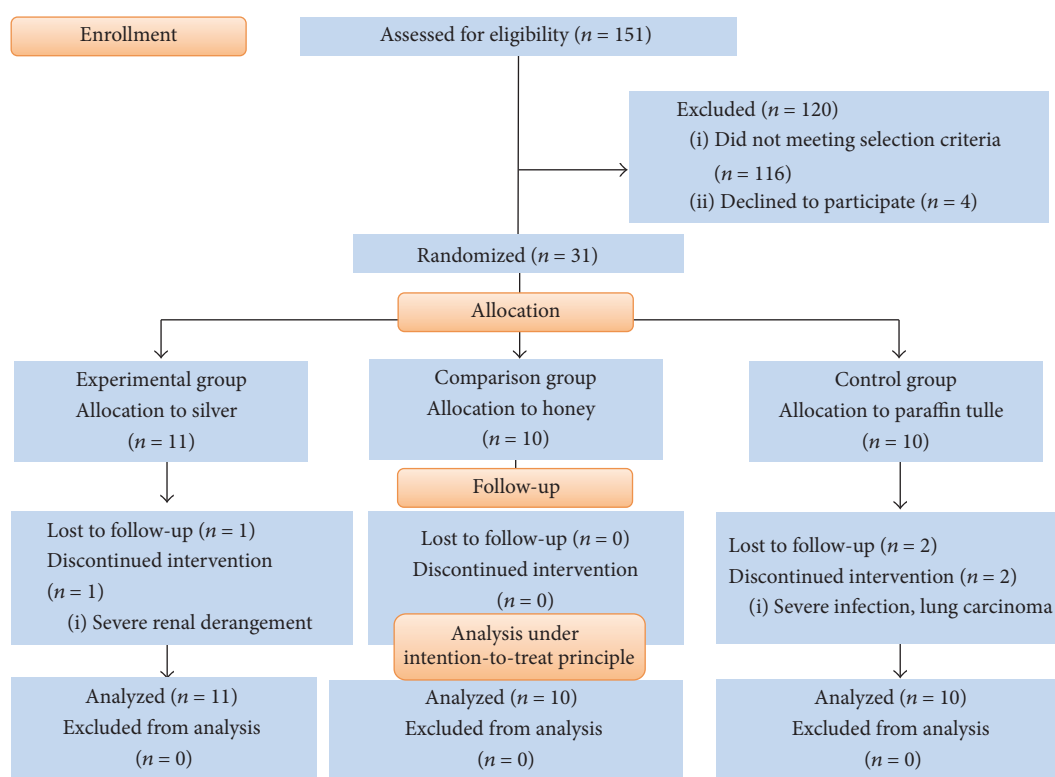 Enrollment
Assessed for eligibility (n = 151)
Excluded (n = 120)
(i) Did not meeting selection criteria
(n = 116)
(ii) Declined to participate (n = 4)
Randomized (n = 31)
Allocation
Experimental group
Allocation to silver
(n = 11)
Comparison group
Allocation to honey
(n = 10)
Control group
Allocation to paraffin tulle
(n = 10)
Follow-up
Lost to follow-up (n = 1)
Discontinued intervention
(n = 1)
(i) Severe renal derangement
Lost to follow-up (n = 0)
Discontinued intervention
(n = 0)
Lost to follow-up (n = 2)
Discontinued intervention (n = 2)
(i) Severe infection, lung carcinoma
Analysis under
intention-to-treat principle
Analyzed (n = 11)
Excluded from analysis
(n = 0)
Analyzed (n = 10)
Excluded from analysis
(n = 0)
Analyzed (n = 10)
Excluded from analysis
(n = 0)